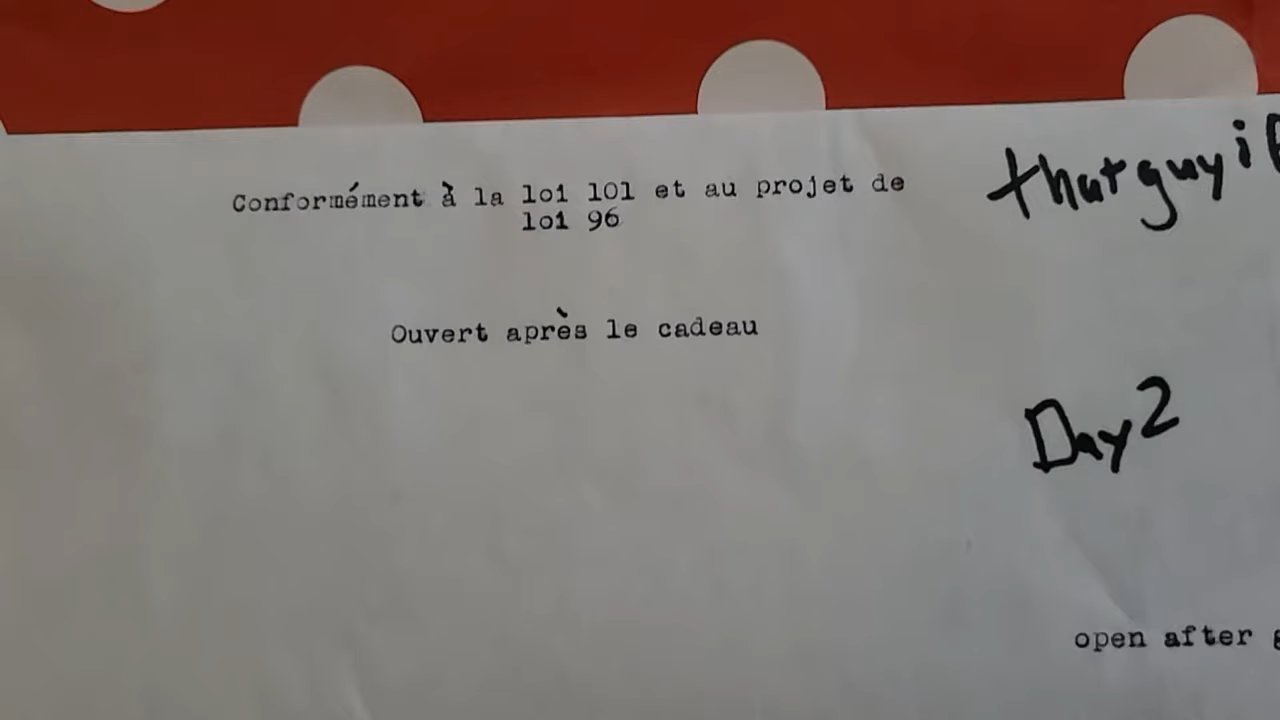 Conformément à la loi 101 et au projet de
loi 96
Ouvert après le cadeau
Day 2
open after